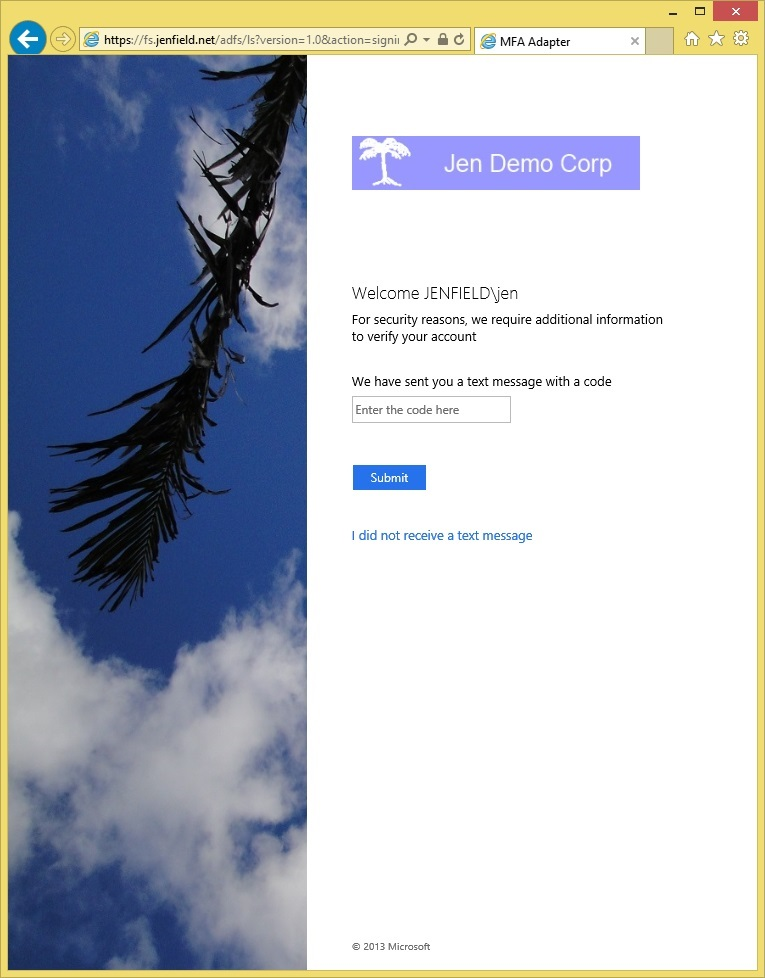 https://fs.jenfield.net/adfs/ls?version=1.0&action=signi
MFA Adapter
Jen Demo Corp
Welcome JENFIELD\jen
For security reasons, we require additional information
to verify your account
We have sent you a text message with a code
Enter the code here
Submit
I did not receive a text message
© 2013 Microsoft